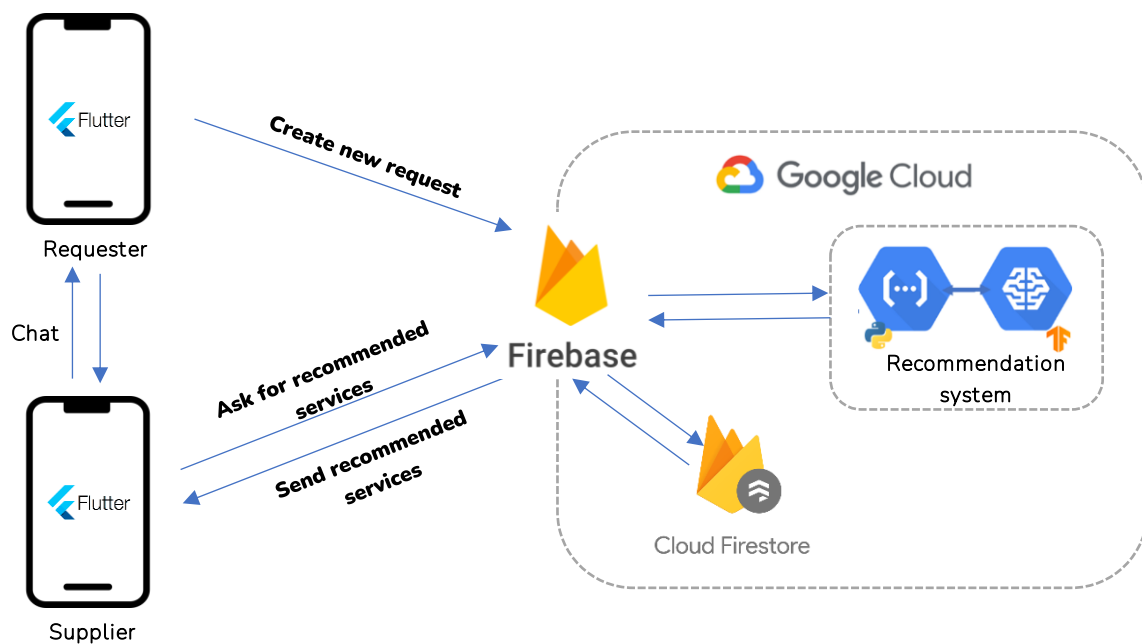 Flutter
Requester
Chat
Flutter
Supplier
Create new request
Ask for recommended
services
Send recommended
services
Firebase
Google Cloud
Recommendation
system
Cloud Firestore